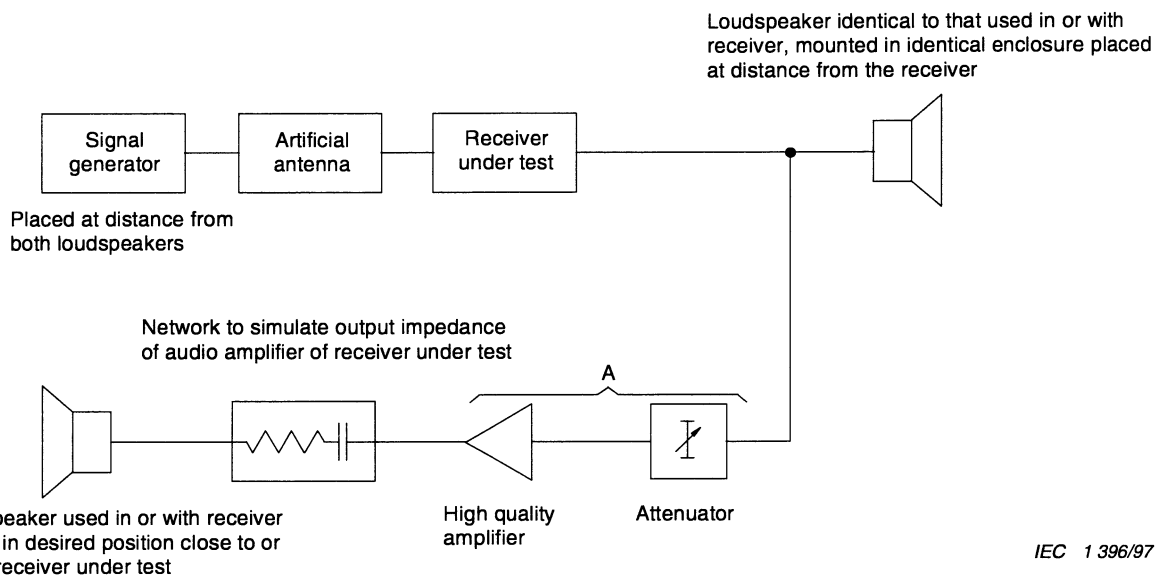 Loudspeaker identical to that used in or with
receiver, mounted in identical enclosure placed
at distance from the receiver
Signal
generator
Artificial
antenna
Receiver
under test
Placed at distance from
both loudspeakers
Network to simulate output impedance
of audio amplifier of receiver under test
A
speaker used in or with receiver
in desired position close to or
receiver under test
High quality
amplifier
Attenuator
IEC 1 396/97